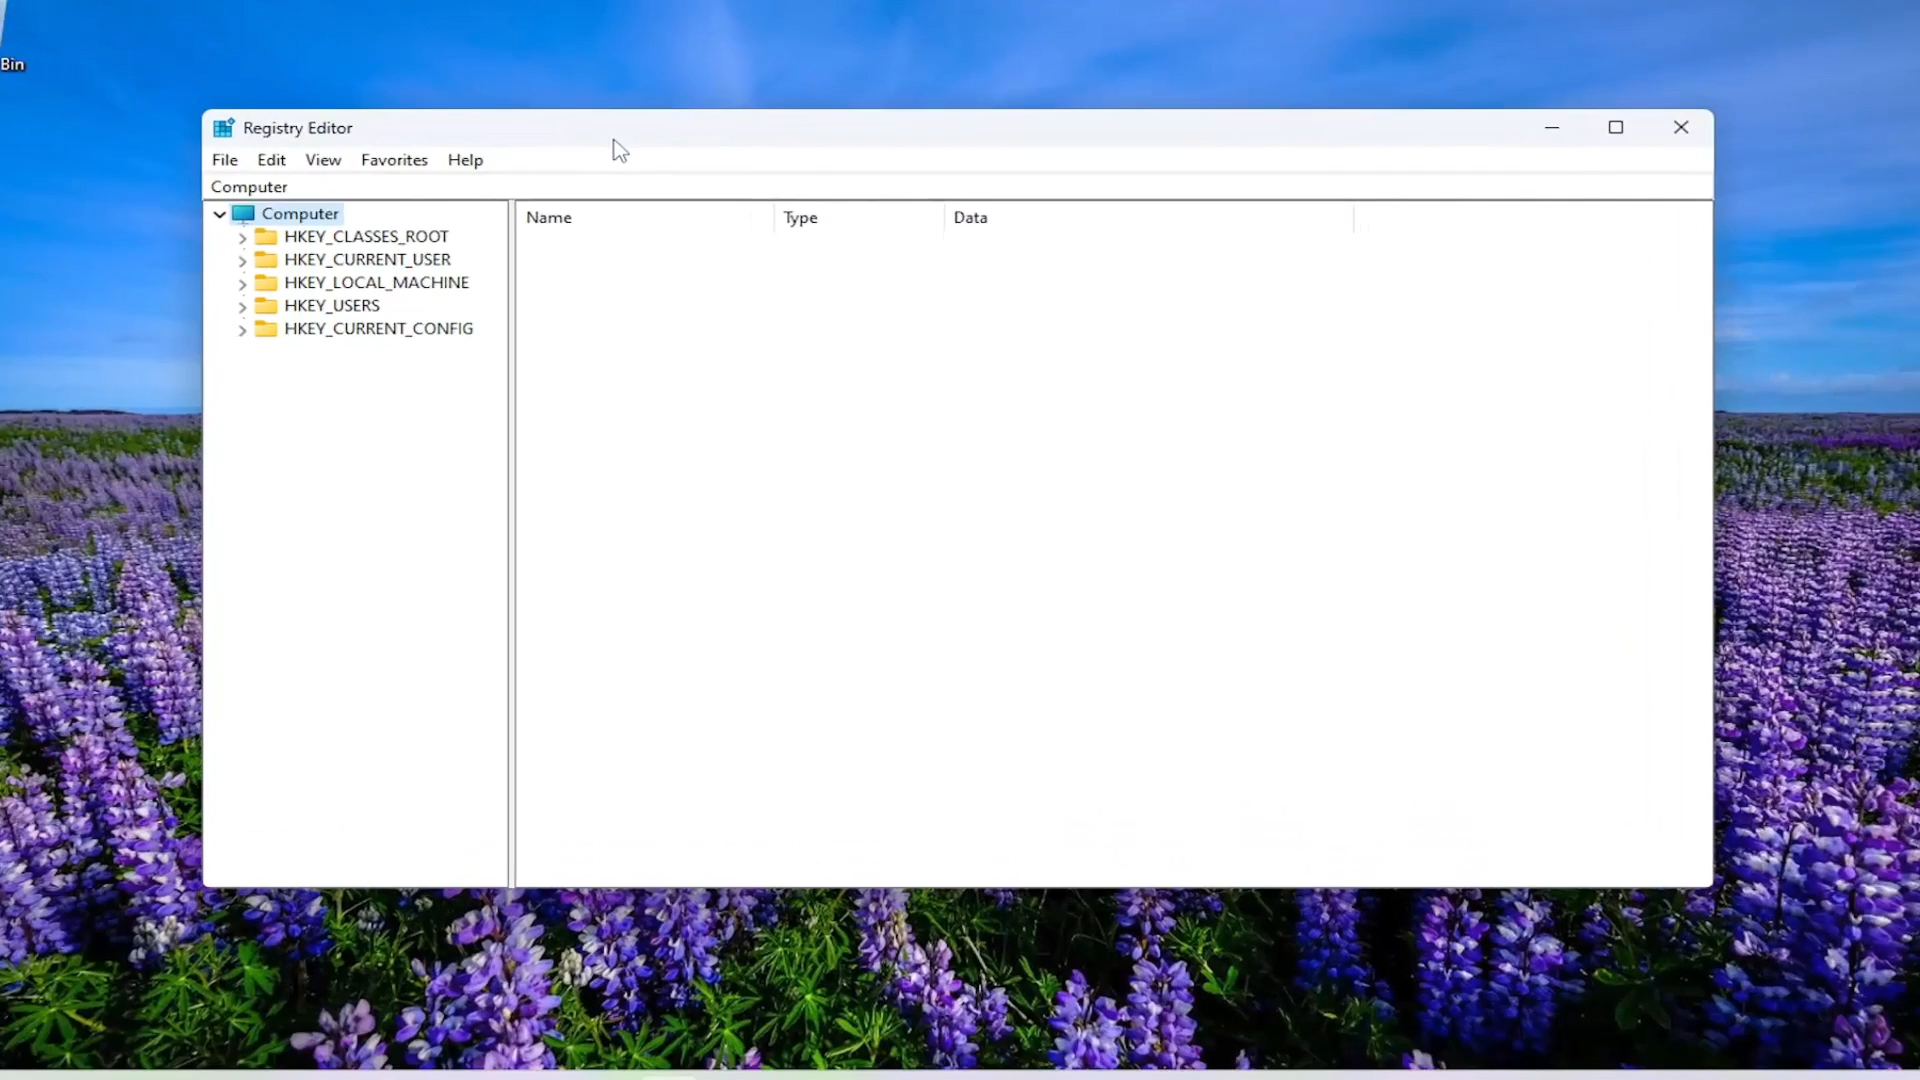 Bin
Registry Editor
File Edit View Favorites Help
Computer
Computer
HKEY_CLASSES_ROOT
HKEY_CURRENT_USER
HKEY_LOCAL_MACHINE
HKEY_USERS
HKEY_CURRENT_CONFIG
Name Type Data